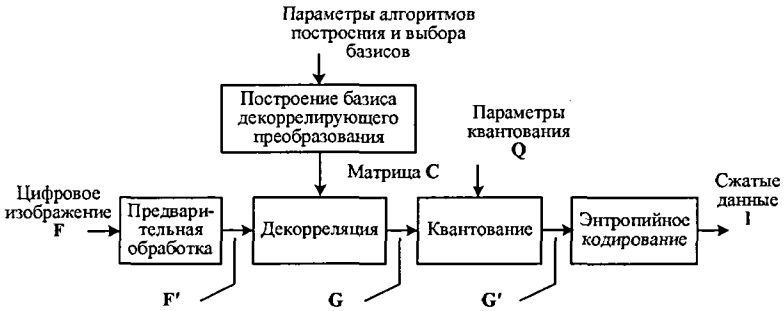 Параметры алгоритмов
построения и выбора
базисов
Построение базиса
декоррелирующего
преобразования
Параметры
квантования
Q
Матрица C
Цифровое
изображение
F
Предвари-
тельная
обработка
Декорреляция
Квантование
Энтропийное
кодирование
Сжатые
данные
I
F′
G
G′